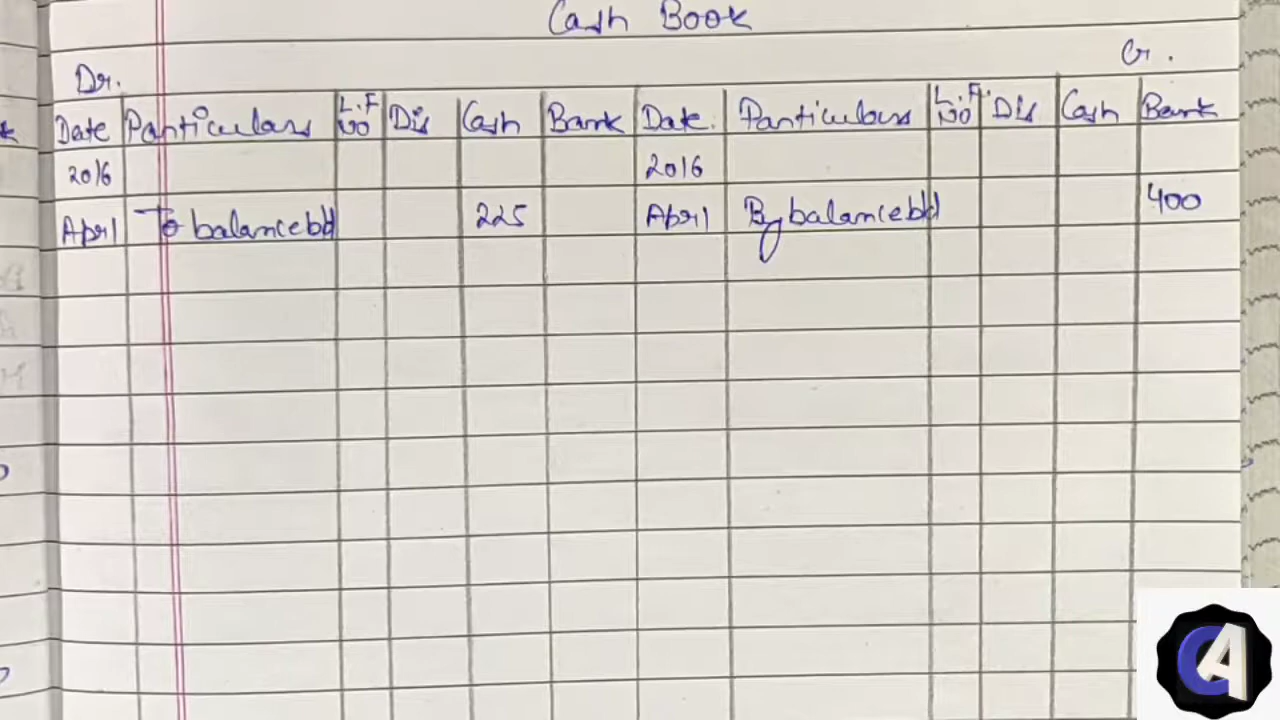 Cash Book
Dr. Cr.
Date Particulars L.F No Dis Cash Bank Date. Particulars L.F. No Dis Cash Bank
2016 2016
April To balance b/d 225 April By balance b/d 400
CA